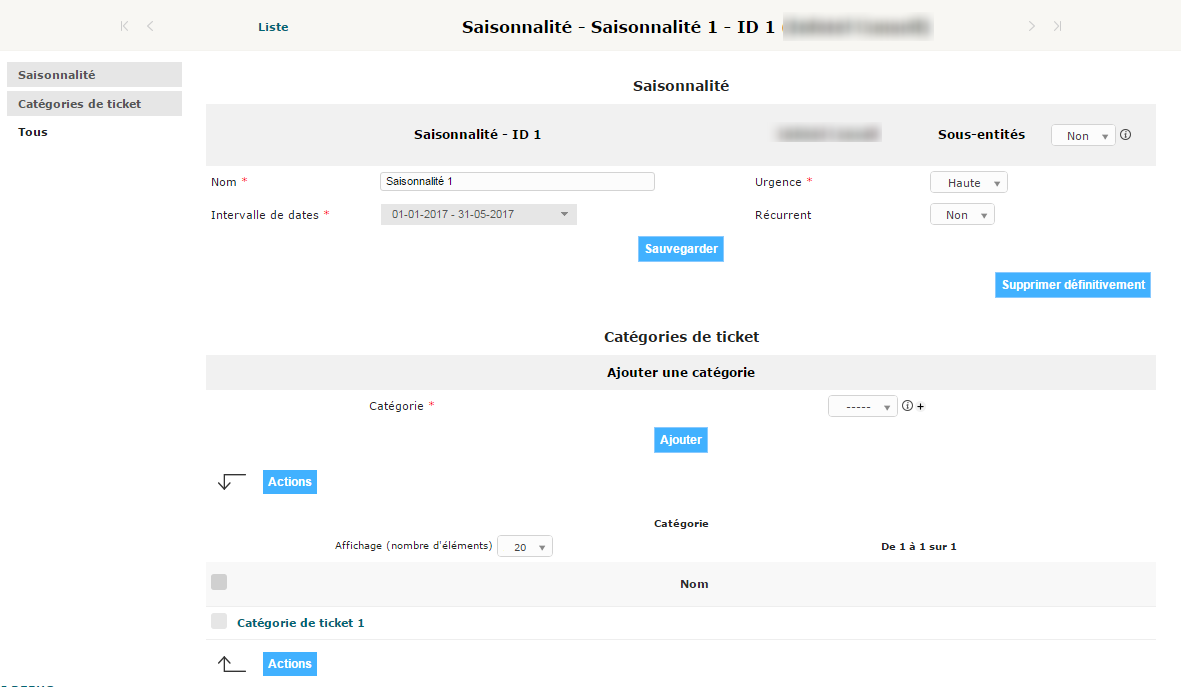 Liste
Saisonnalité - Saisonnalité 1 - ID 1
Saisonnalité
Catégories de ticket
Tous
Saisonnalité
Saisonnalité - ID 1
Sous-entités
Non
Nom *
Saisonnalité 1
Urgence *
Haute
Intervalle de dates *
01-01-2017 - 31-05-2017
Récurrent
Non
Sauvegarder
Supprimer définitivement
Catégories de ticket
Ajouter une catégorie
Catégorie *
-----
+
Ajouter
Actions
Catégorie
Affichage (nombre d'éléments)
20
De 1 à 1 sur 1
Nom
Catégorie de ticket 1
Actions